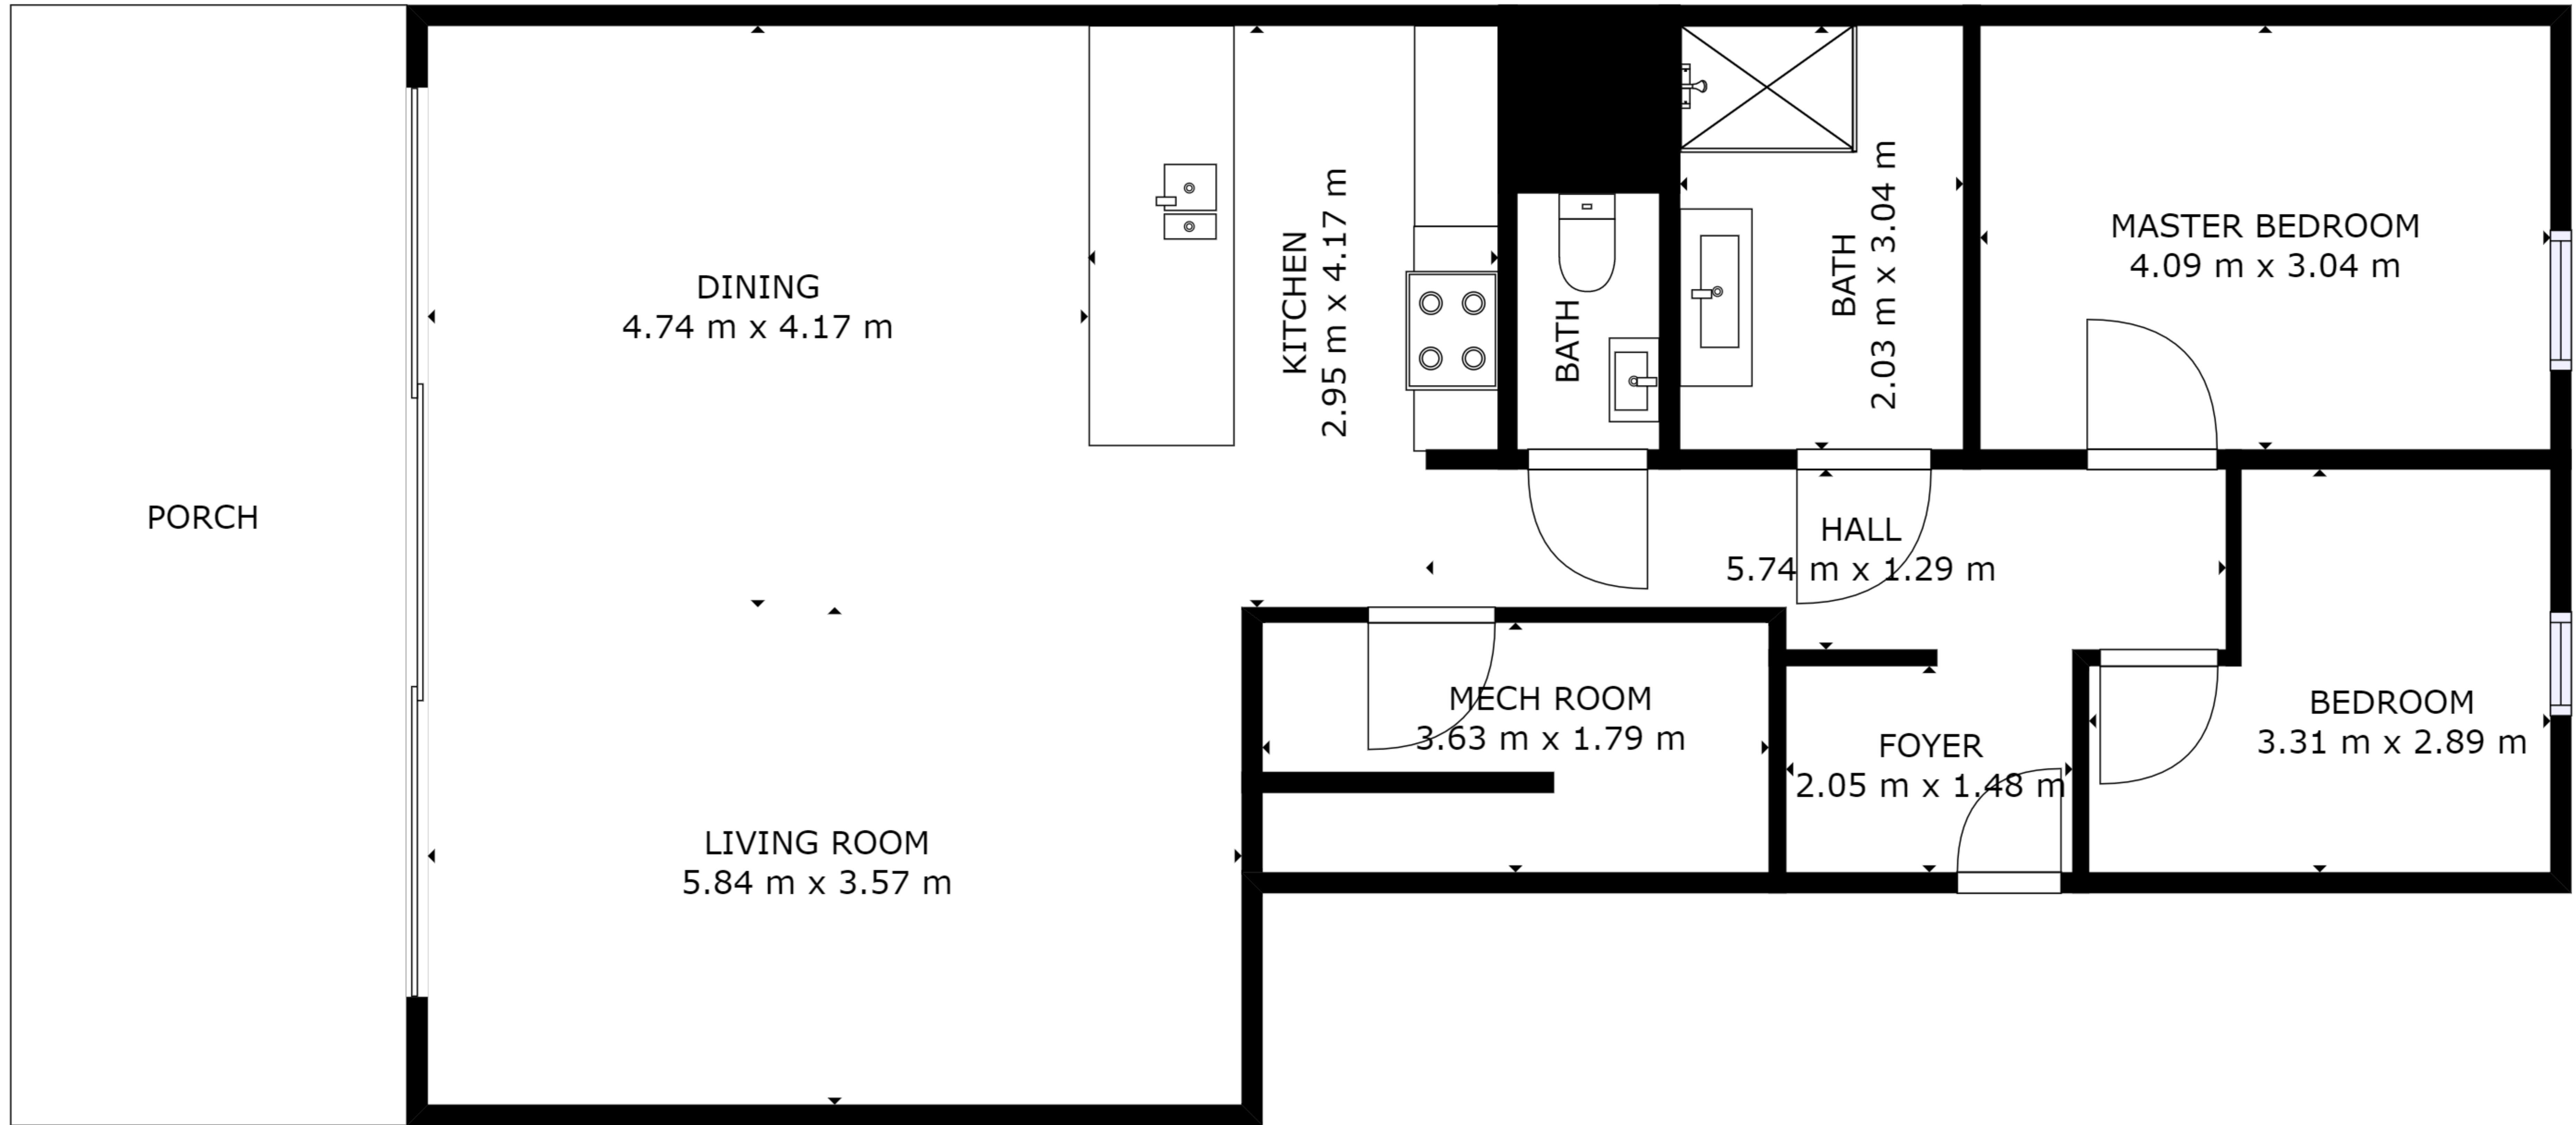 PORCH
DINING
4.74 m x 4.17 m
KITCHEN
2.95 m x 4.17 m
BATH
BATH
2.03 m x 3.04 m
MASTER BEDROOM
4.09 m x 3.04 m
HALL
5.74 m x 1.29 m
LIVING ROOM
5.84 m x 3.57 m
MECH ROOM
3.63 m x 1.79 m
FOYER
2.05 m x 1.48 m
BEDROOM
3.31 m x 2.89 m